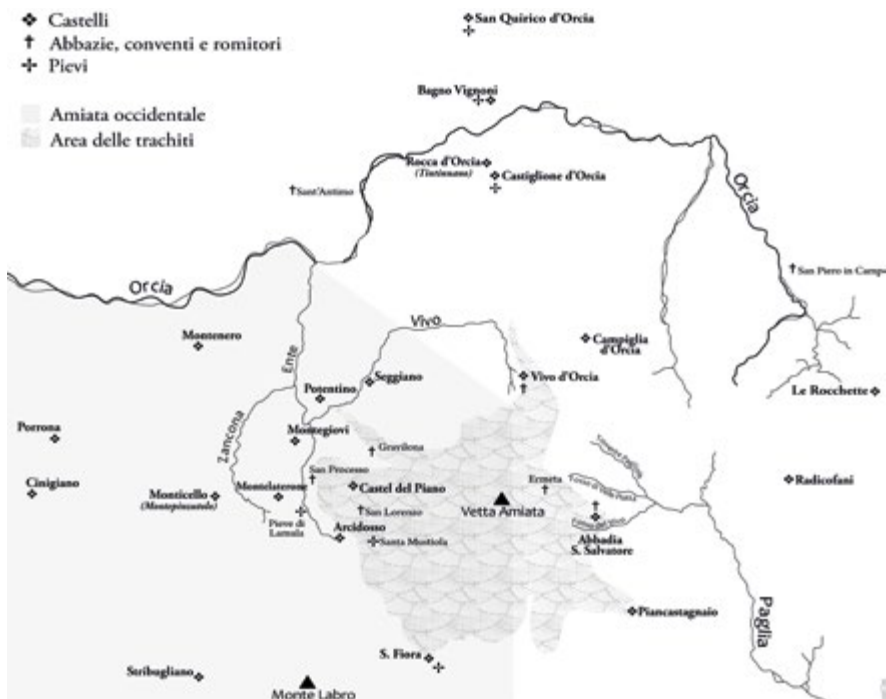 Castelli
Abbazie, conventi e romitori
Pievi
Amiata occidentale
Area delle trachiti
San Quirico d'Orcia
Bagno Vignoni
Rocca d'Orcia
(Tintinnano)
Castiglione d'Orcia
Sant'Antimo
Orcia
Orcia
San Piero in Campo
Montenero
Ente
Vivo
Campiglia
d'Orcia
Potentino
Seggiano
Vivo d'Orcia
Le Rocchette
Zancona
Porrona
Montegiovi
Gravilona
Cinigiano
Monticello
(Montepinzutolo)
Montelaterone
San Processo
Castel del Piano
Ermeta
Vetta Amiata
Radicofani
Pieve di
Lamula
San Lorenzo
Arcidosso
Santa Mustiola
Abbadia
S. Salvatore
Piancastagnaio
Paglia
Stribugliano
Monte Labro
S. Fiora